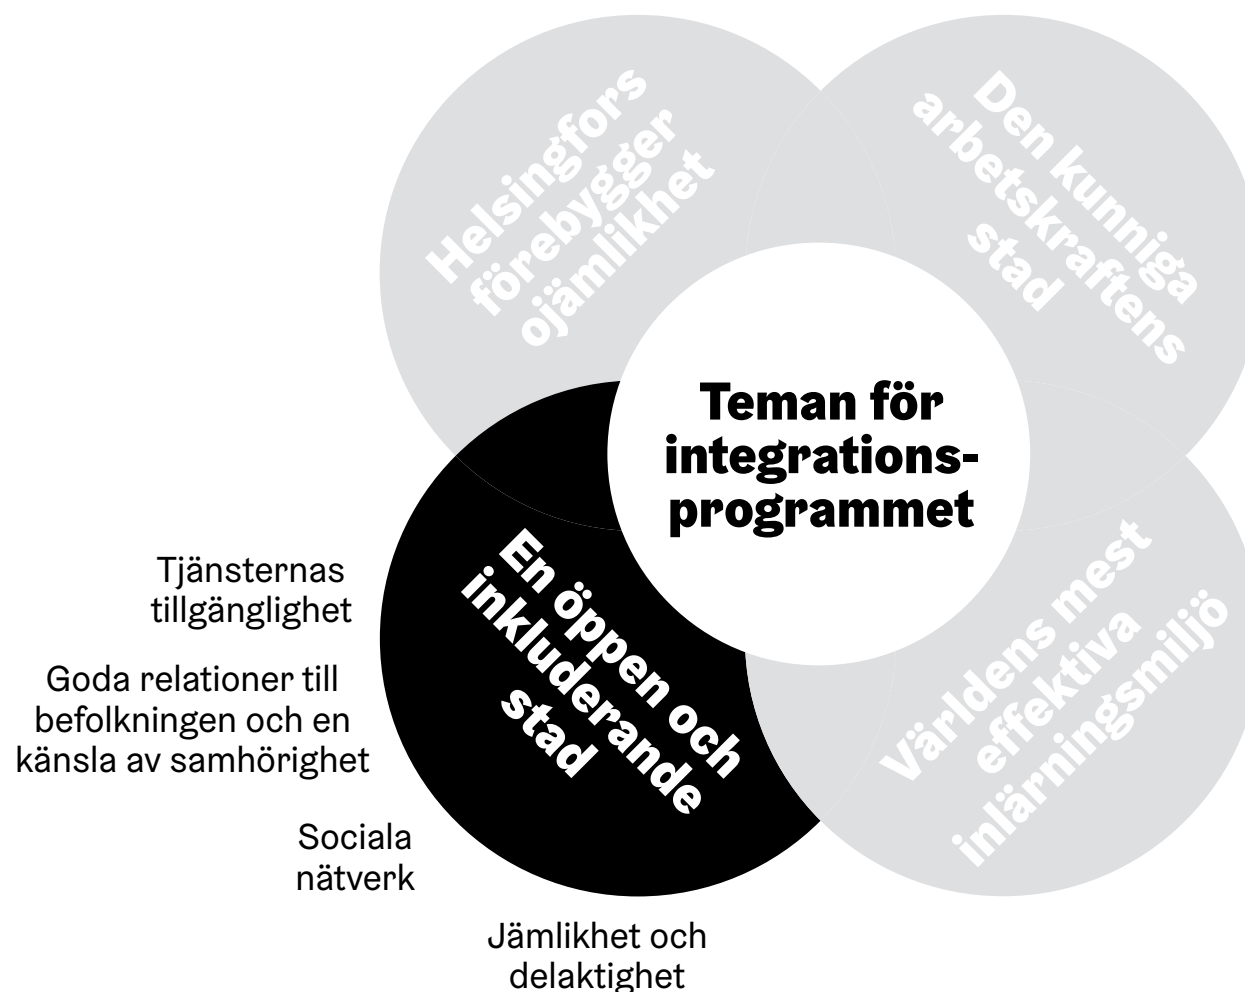 Helsingfors
förebygger
ojämlikhet
Den kunniga
arbetskraftens
stad
Teman för
integrations-
programmet
En öppen och
inkluderande
stad
Världens mest
effektiva
inlärningsmiljö
Tjänsternas
tillgänglighet
Goda relationer till
befolkningen och en
känsla av samhörighet
Sociala
nätverk
Jämlikhet och
delaktighet